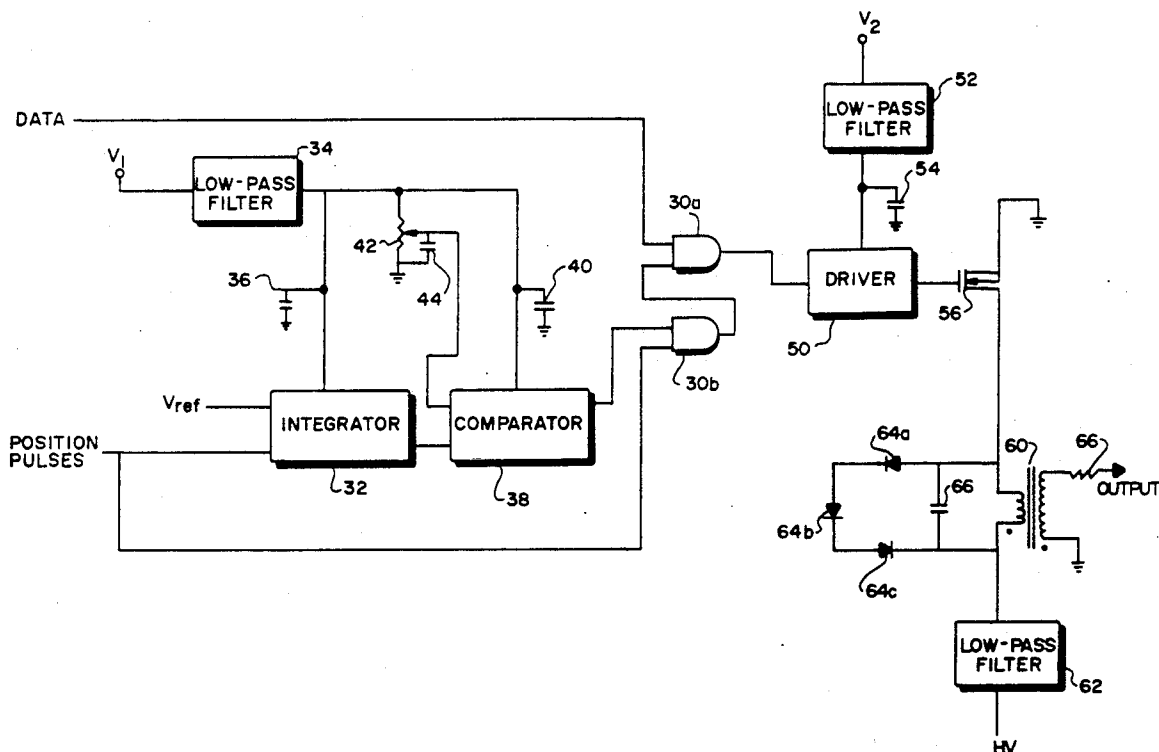 V2
LOW-PASS FILTER
52
DATA
V1
LOW-PASS FILTER
34
54
30a
42
44
36
40
DRIVER
50
56
30b
Vref
INTEGRATOR
32
COMPARATOR
38
POSITION PULSES
64a
60
66
OUTPUT
64b
66
64c
LOW-PASS FILTER
62
HV